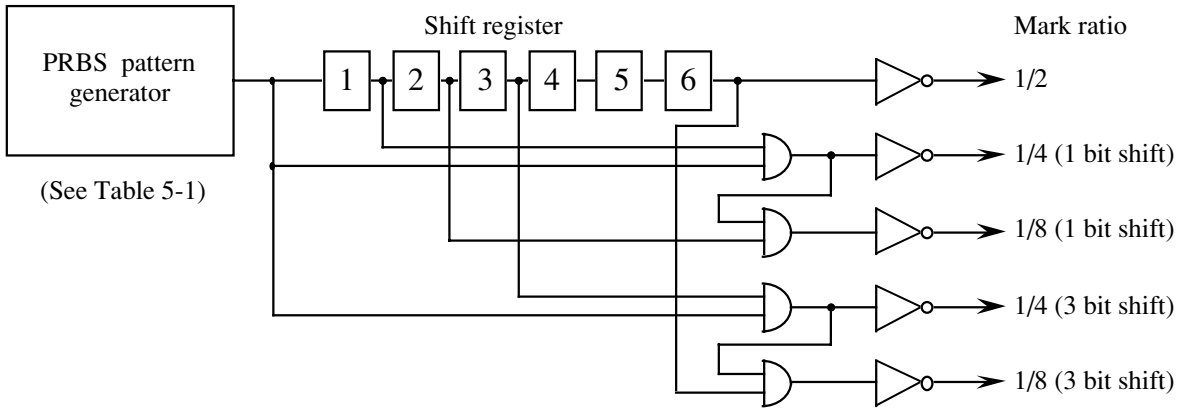 Shift register
Mark ratio
PRBS pattern
generator
1 2 3 4 5 6
1/2
1/4 (1 bit shift)
(See Table 5-1)
1/8 (1 bit shift)
1/4 (3 bit shift)
1/8 (3 bit shift)